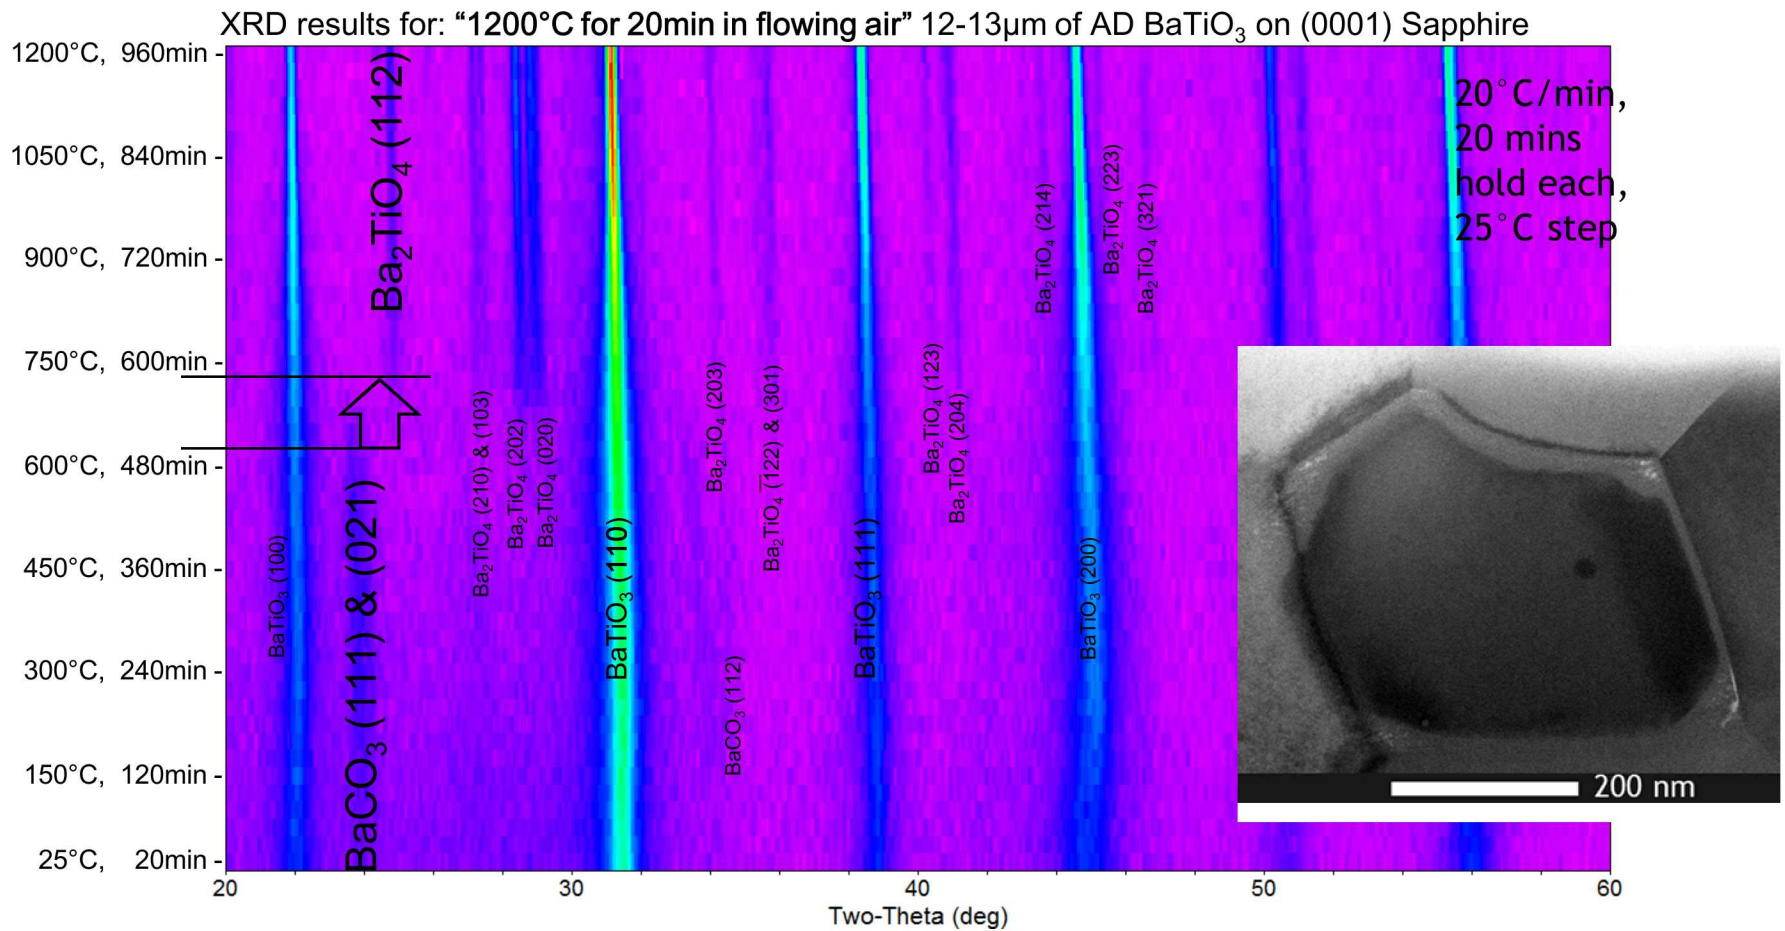 XRD results for: “1200°C for 20min in flowing air” 12-13µm of AD BaTiO₃ on (0001) Sapphire
1200°C, 960min -
1050°C, 840min -
900°C, 720min -
750°C, 600min -
600°C, 480min -
450°C, 360min -
300°C, 240min -
150°C, 120min -
25°C, 20min -
BaTiO₃ (100)
BaCO₃ (111) & (021)
Ba₂TiO₄ (112)
Ba₂TiO₄ (210) & (103)
Ba₂TiO₄ (202)
Ba₂TiO₄ (020)
BaTiO₃ (110)
Ba₂TiO₄ (203)
BaCO₃ (112)
Ba₂TiO₄ (1̅22) & (301)
BaTiO₃ (111)
Ba₂TiO₄ (123)
Ba₂TiO₄ (204)
Ba₂TiO₄ (214)
BaTiO₃ (200)
Ba₂TiO₄ (223)
Ba₂TiO₄ (321)
20°C/min,
20 mins
hold each,
25°C step
200 nm
20 30 40 50 60
Two-Theta (deg)